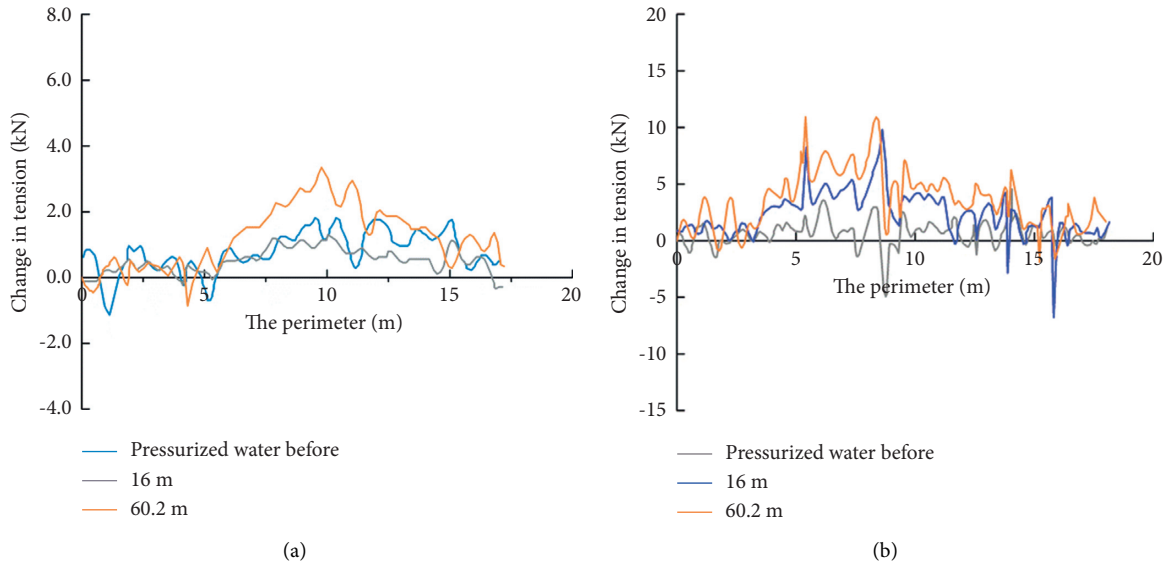 8.0
6.0
4.0
2.0
0.0
-2.0
-4.0
Change in tension (kN)
0 5 10 15 20
The perimeter (m)
Pressurized water before
16 m
60.2 m
(a)
20
15
10
5
0
-5
-10
-15
Change in tension (kN)
0 5 10 15 20
The perimeter (m)
Pressurized water before
16 m
60.2 m
(b)